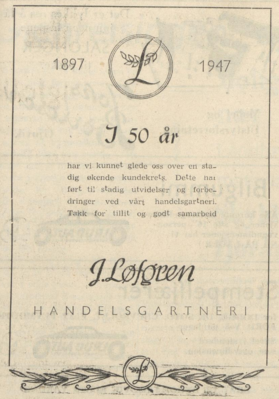 L
1897 1947
I 50 år
har vi kunnet glede oss over en sta-
dig økende kundekrets. Dette har
ført til stadig utvidelser og forbe-
dringer ved vårt handelsgartneri.
Takk for tillit og godt samarbeid
J. Løfgren
HANDELSGARTNERI
L